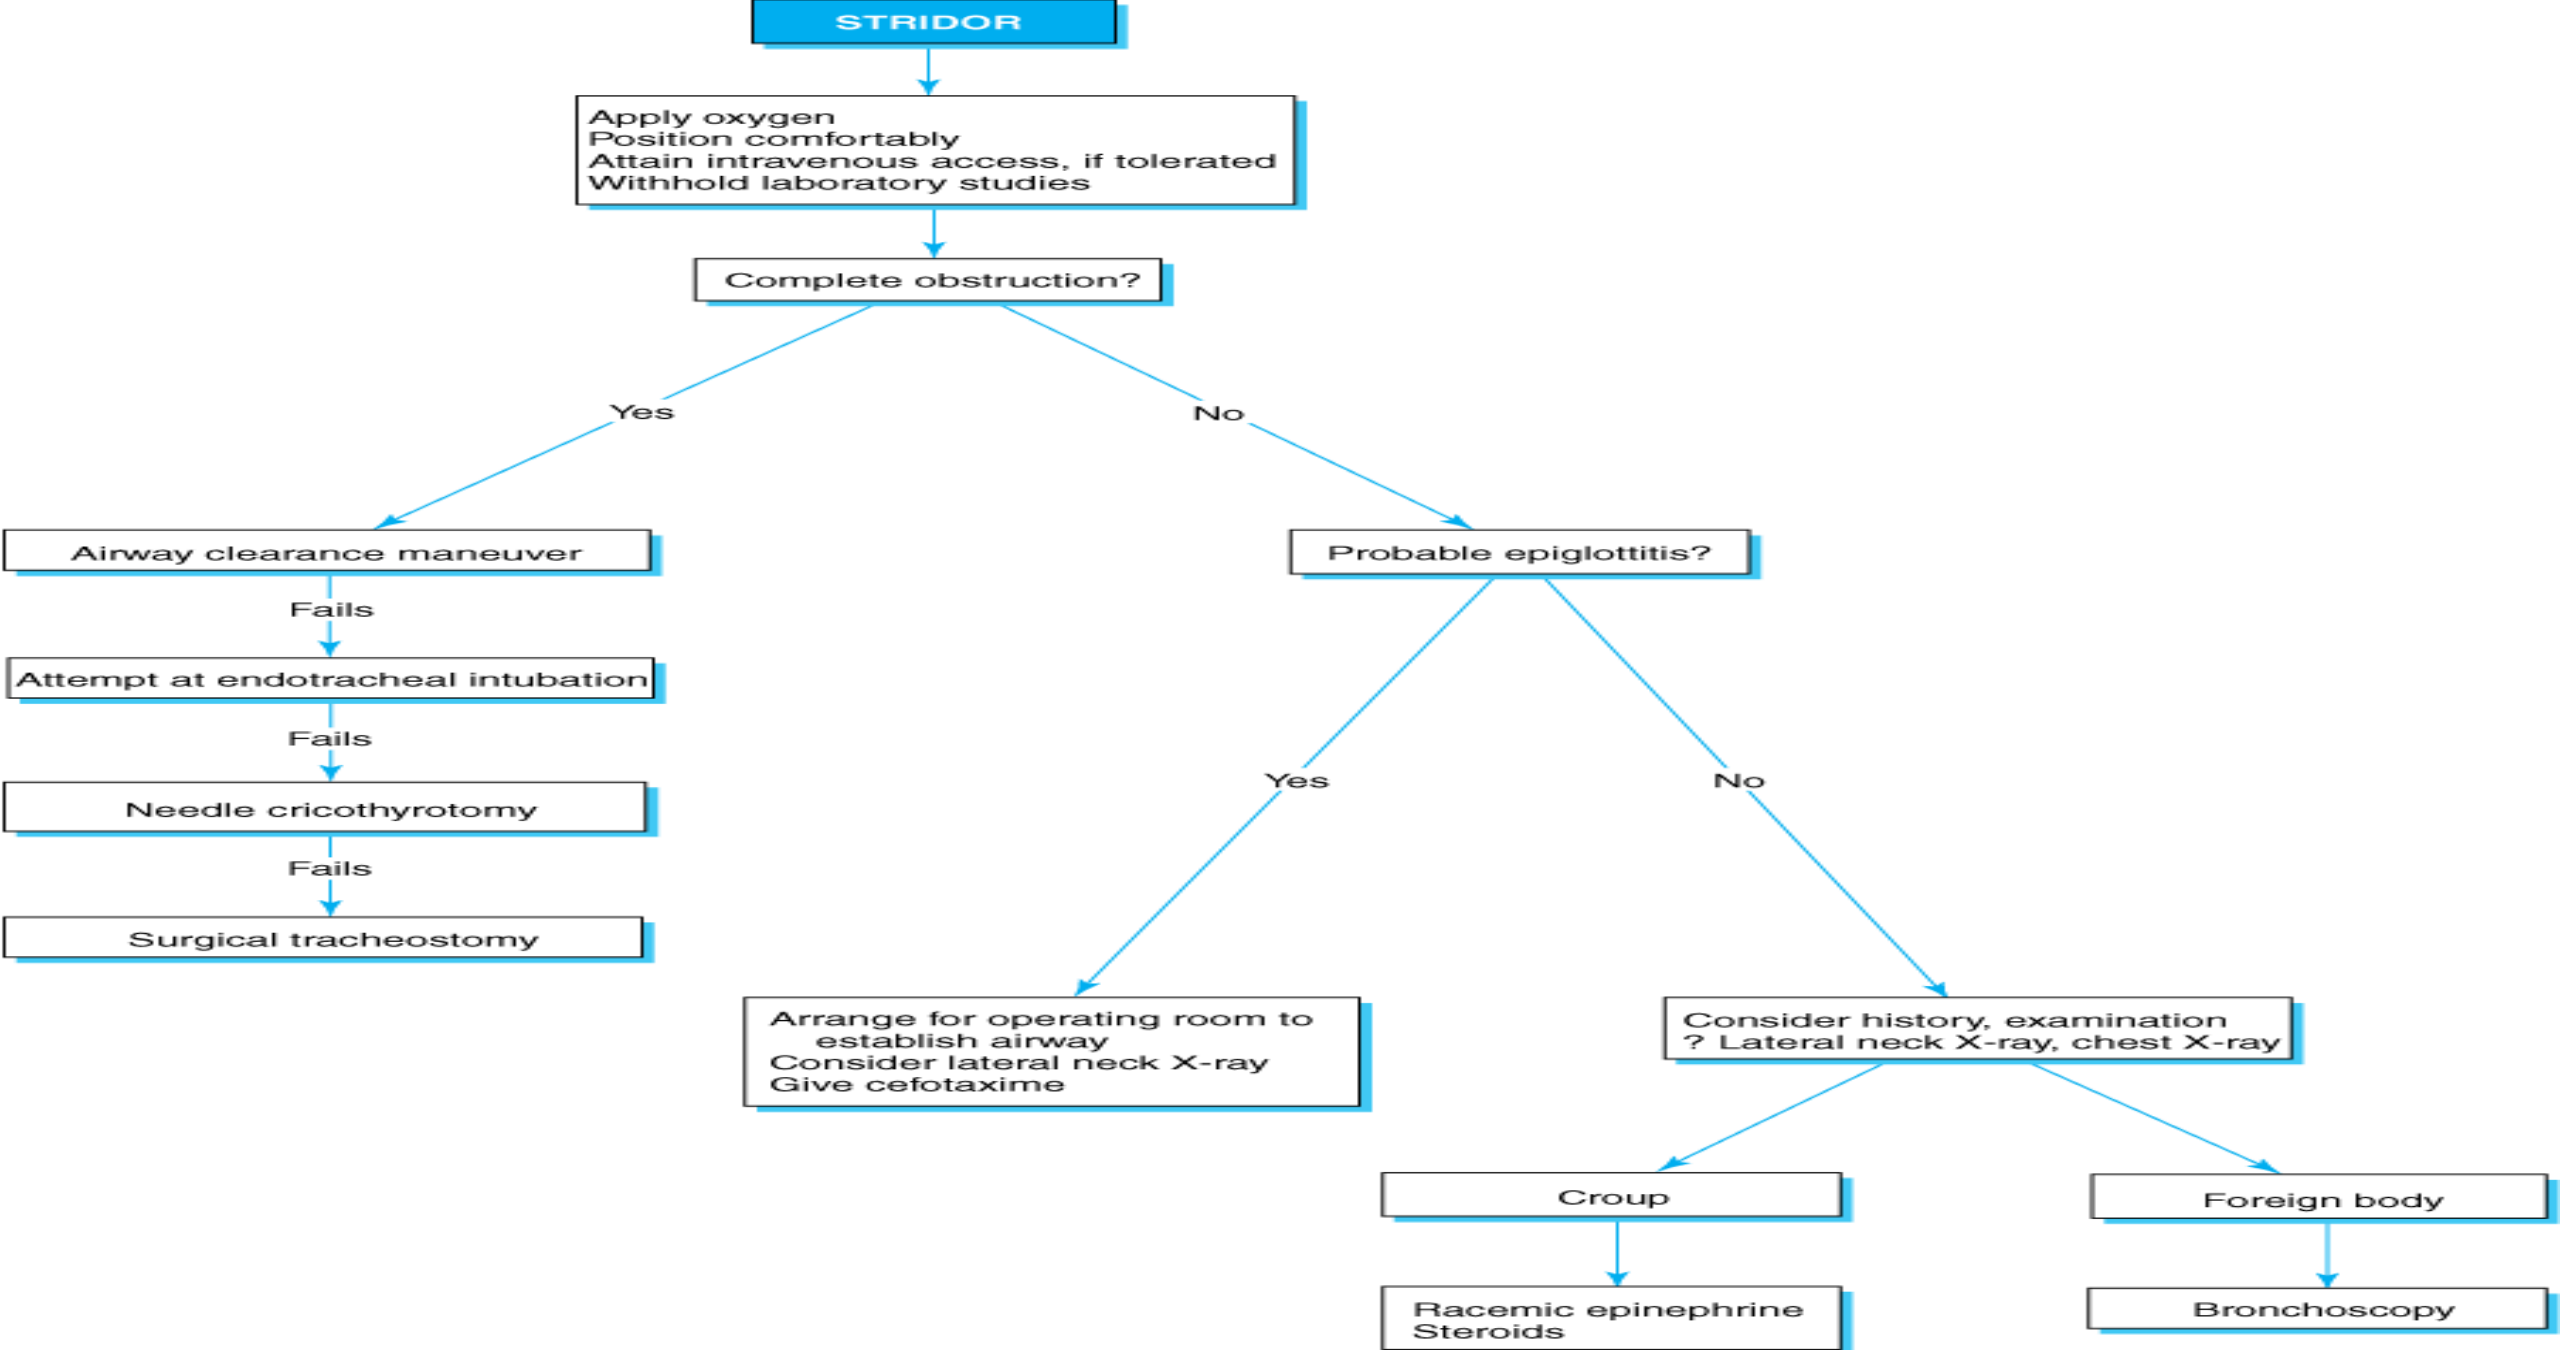 STRIDOR
Apply oxygen
Position comfortably
Attain intravenous access, if tolerated
Withhold laboratory studies
Complete obstruction?
Yes
No
Airway clearance maneuver
Probable epiglottitis?
Fails
Attempt at endotracheal intubation
Fails
Yes
No
Needle cricothyrotomy
Fails
Surgical tracheostomy
Arrange for operating room to
establish airway
Consider lateral neck X-ray
Give cefotaxime
Consider history, examination
? Lateral neck X-ray, chest X-ray
Croup
Foreign body
Racemic epinephrine
Steroids
Bronchoscopy